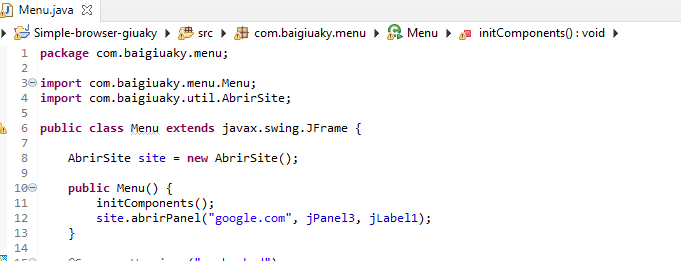 Menu.java
Simple-browser-giuaky src com.baigiuaky.menu Menu initComponents() : void
1 package com.baigiuaky.menu;
2
3 import com.baigiuaky.menu.Menu;
4 import com.baigiuaky.util.AbrirSite;
5
6 public class Menu extends javax.swing.JFrame {
7
8 AbrirSite site = new AbrirSite();
9
10 public Menu() {
11 initComponents();
12 site.abrirPanel("google.com", jPanel3, jLabel1);
13 }
14